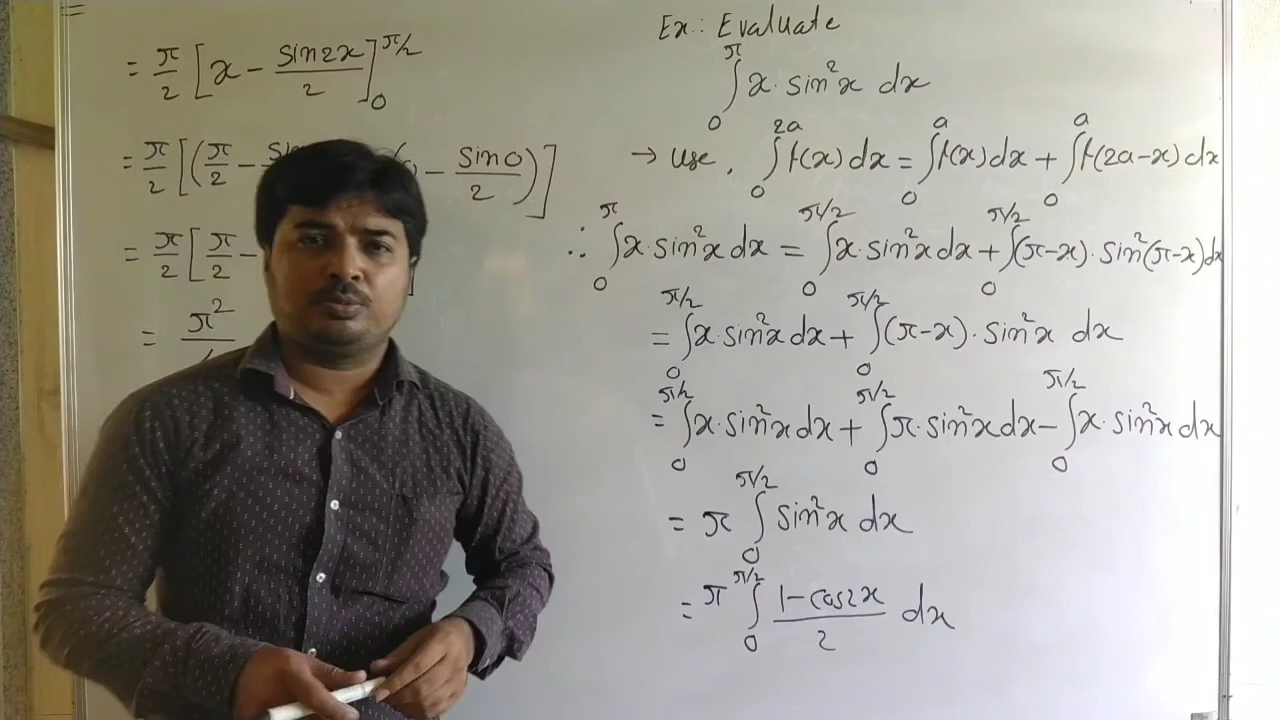 =
= π/2 [x - sin2x/2]₀^π/2
= π/2 [(π/2 - - sin0/2)]
= π/2 [π/2 -
= π²/
Ex.: Evaluate
∫₀^π x · sin²x dx
→ Use, ∫₀^2a f(x) dx = ∫₀^a f(x) dx + ∫₀^a f(2a-x) dx
∴ ∫₀^π x · sin²x dx = ∫₀^π/2 x · sin²x dx + ∫₀^π/2 (π-x) · sin²(π-x) dx
= ∫₀^π/2 x · sin²x dx + ∫₀^π/2 (π-x) · sin²x dx
= ∫₀^π/2 x · sin²x dx + ∫₀^π/2 π · sin²x dx - ∫₀^π/2 x · sin²x dx
= π ∫₀^π/2 sin²x dx
= π ∫₀^π/2 1-cos2x/2 dx